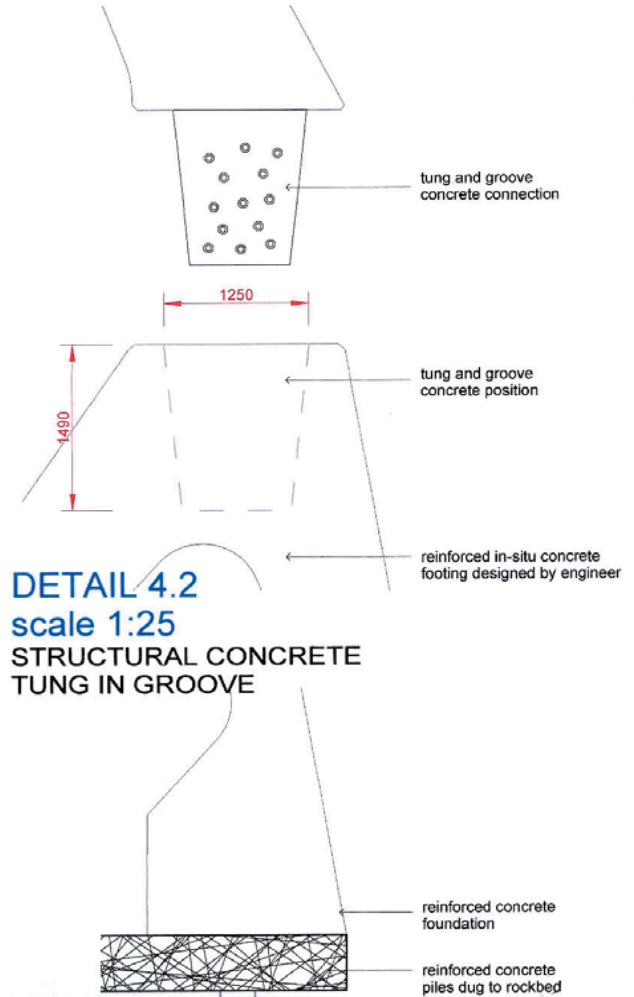 tung and groove
concrete connection
1250
tung and groove
concrete position
1490
reinforced in-situ concrete
footing designed by engineer
DETAIL 4.2
scale 1:25
STRUCTURAL CONCRETE
TUNG IN GROOVE
reinforced concrete
foundation
reinforced concrete
piles dug to rockbed